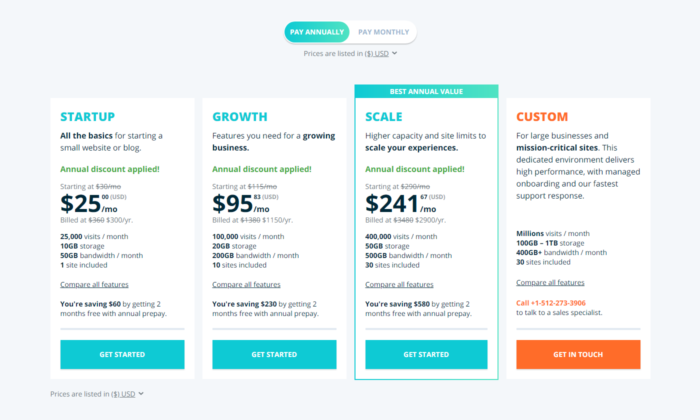 PAY ANNUALLY PAY MONTHLY
Prices are listed in ($) USD
STARTUP
All the basics for starting a
small website or blog.
Annual discount applied!
Starting at $30/mo
$25 00 (USD) /mo
Billed at $360 $300/yr.
25,000 visits / month
10GB storage
50GB bandwidth / month
1 site included
Compare all features
You're saving $60 by getting 2
months free with annual prepay.
GET STARTED
GROWTH
Features you need for a growing
business.
Annual discount applied!
Starting at $115/mo
$95 83 (USD) /mo
Billed at $1380 $1150/yr.
100,000 visits / month
20GB storage
200GB bandwidth / month
10 sites included
Compare all features
You're saving $230 by getting 2
months free with annual prepay.
GET STARTED
BEST ANNUAL VALUE
SCALE
Higher capacity and site limits to
scale your experiences.
Annual discount applied!
Starting at $290/mo
$241 67 (USD) /mo
Billed at $3480 $2900/yr.
400,000 visits / month
50GB storage
500GB bandwidth / month
30 sites included
Compare all features
You're saving $580 by getting 2
months free with annual prepay.
GET STARTED
CUSTOM
For large businesses and
mission-critical sites. This
dedicated environment delivers
high performance, with managed
onboarding and our fastest
support response.
Millions visits / month
100GB – 1TB storage
400GB+ bandwidth / month
30 sites included
Compare all features
Call +1-512-273-3906
to talk to a sales specialist.
GET IN TOUCH
Prices are listed in ($) USD